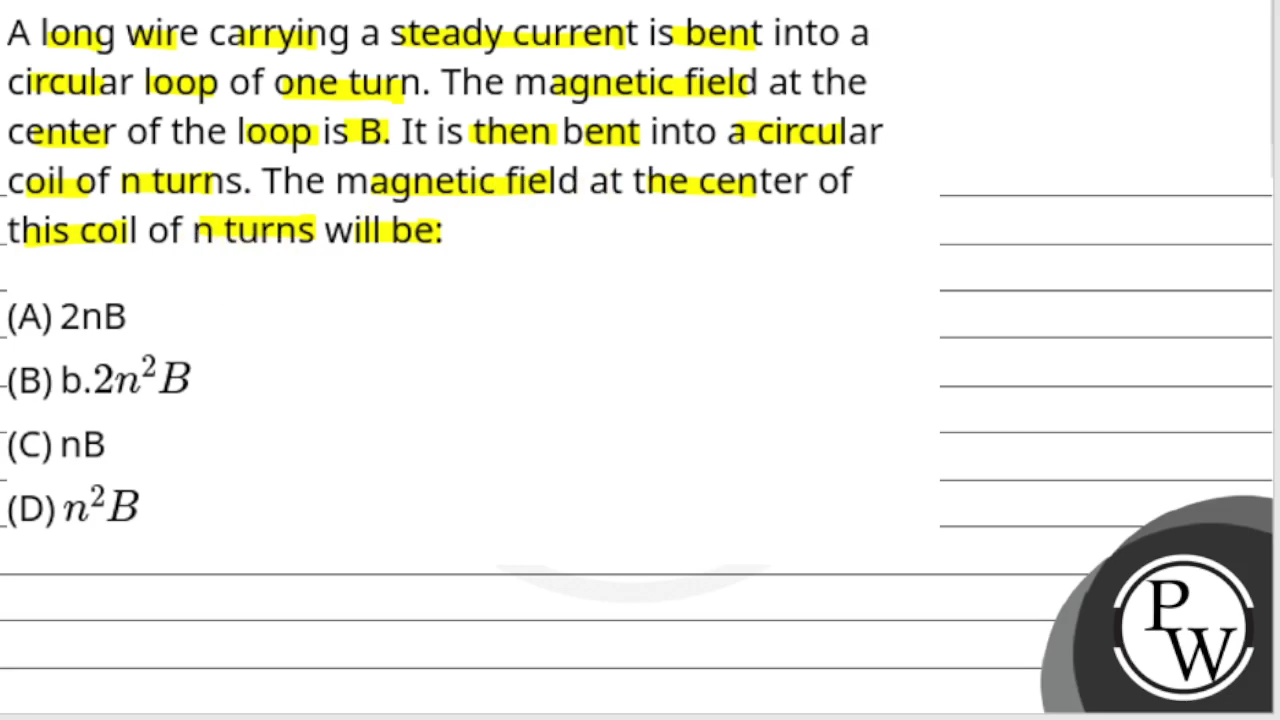 A long wire carrying a steady current is bent into a
circular loop of one turn. The magnetic field at the
center of the loop is B. It is then bent into a circular
coil of n turns. The magnetic field at the center of
this coil of n turns will be:
(A) 2nB
(B) b.2n²B
(C) nB
(D) n²B
P
W